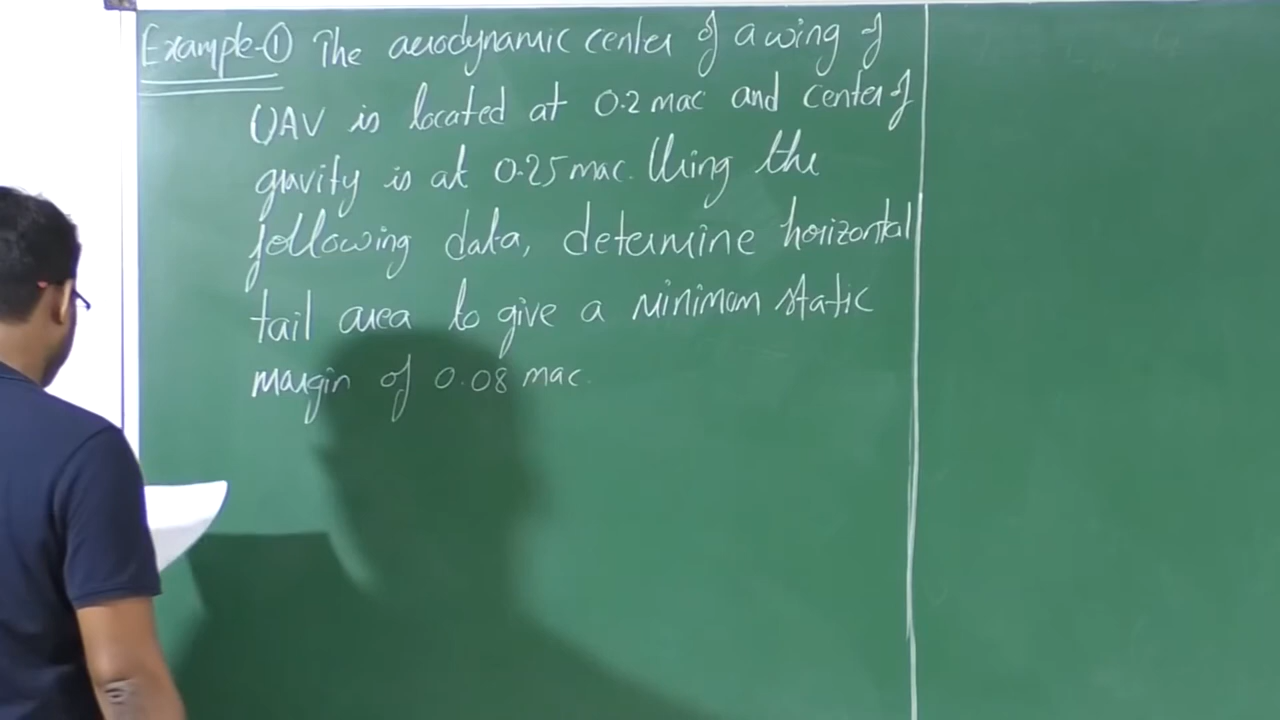 Example-① The aerodynamic center of a wing of
UAV is located at 0.2 mac and center of
gravity is at 0.25 mac. Using the
following data, determine horizontal
tail area to give a minimum static
margin of 0.08 mac.